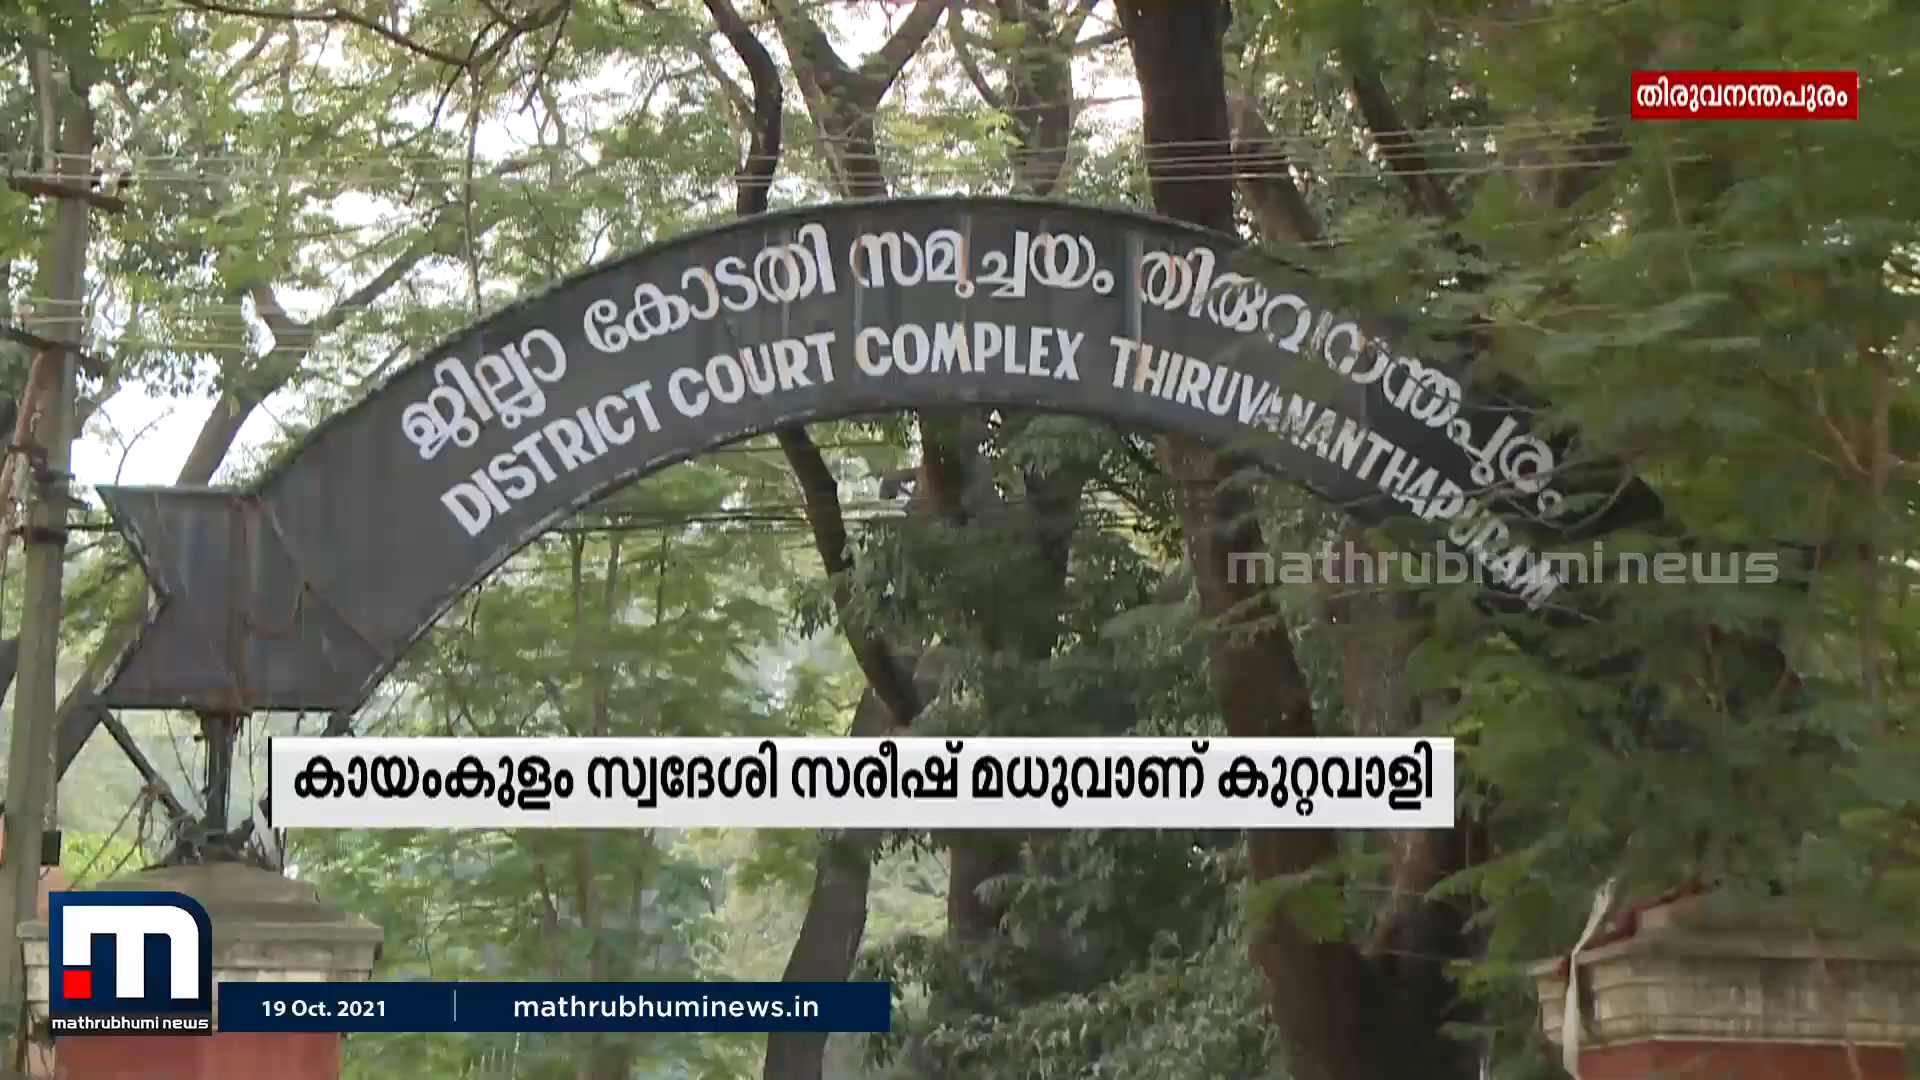 തിരുവനന്തപുരം
ജില്ലാ കോടതി സമുച്ചയം തിരുവനന്തപുരം
DISTRICT COURT COMPLEX THIRUVANANTHAPURAM
mathrubhumi news
കായംകുളം സ്വദേശി സരീഷ് മധുവാണ് കുറ്റവാളി
mathrubhumi news
19 Oct. 2021
mathrubhuminews.in